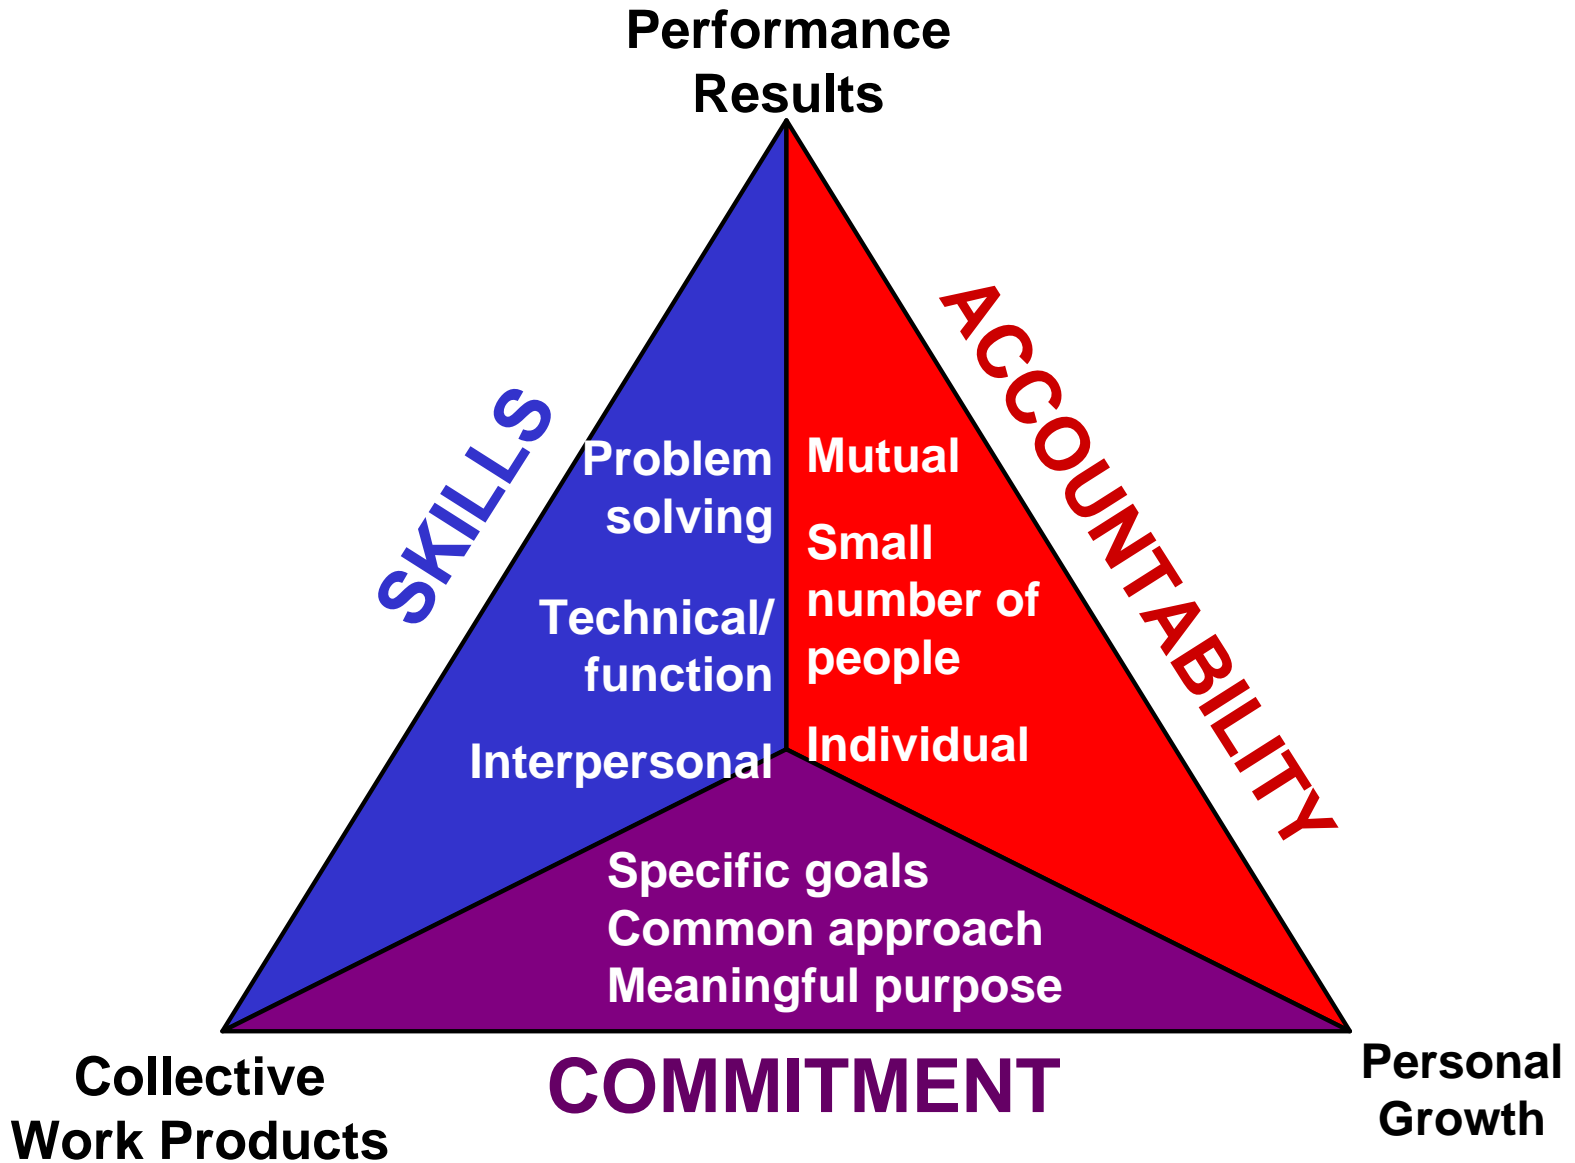 Performance
Results
SKILLS
ACCOUNTABILITY
Problem
solving
Technical/
function
Interpersonal
Mutual
Small
number of
people
Individual
Specific goals
Common approach
Meaningful purpose
Collective
Work Products
COMMITMENT
Personal
Growth